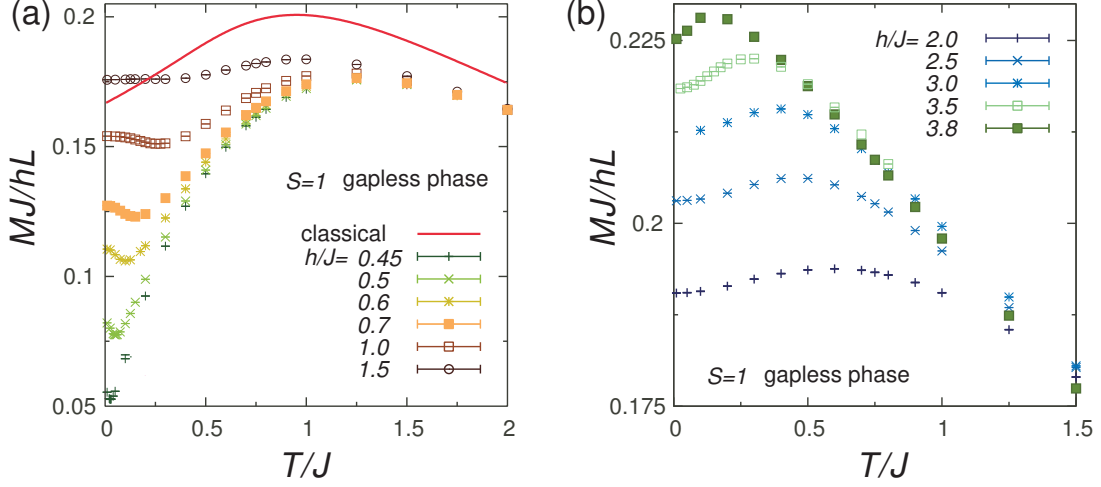 (a)
MJ/hL
0.2
0.15
0.1
0.05
S=1 gapless phase
classical
h/J= 0.45
0.5
0.6
0.7
1.0
1.5
0 0.5 1 1.5 2
T/J
(b)
MJ/hL
0.225
0.2
0.175
h/J= 2.0
2.5
3.0
3.5
3.8
S=1 gapless phase
0 0.5 1 1.5
T/J